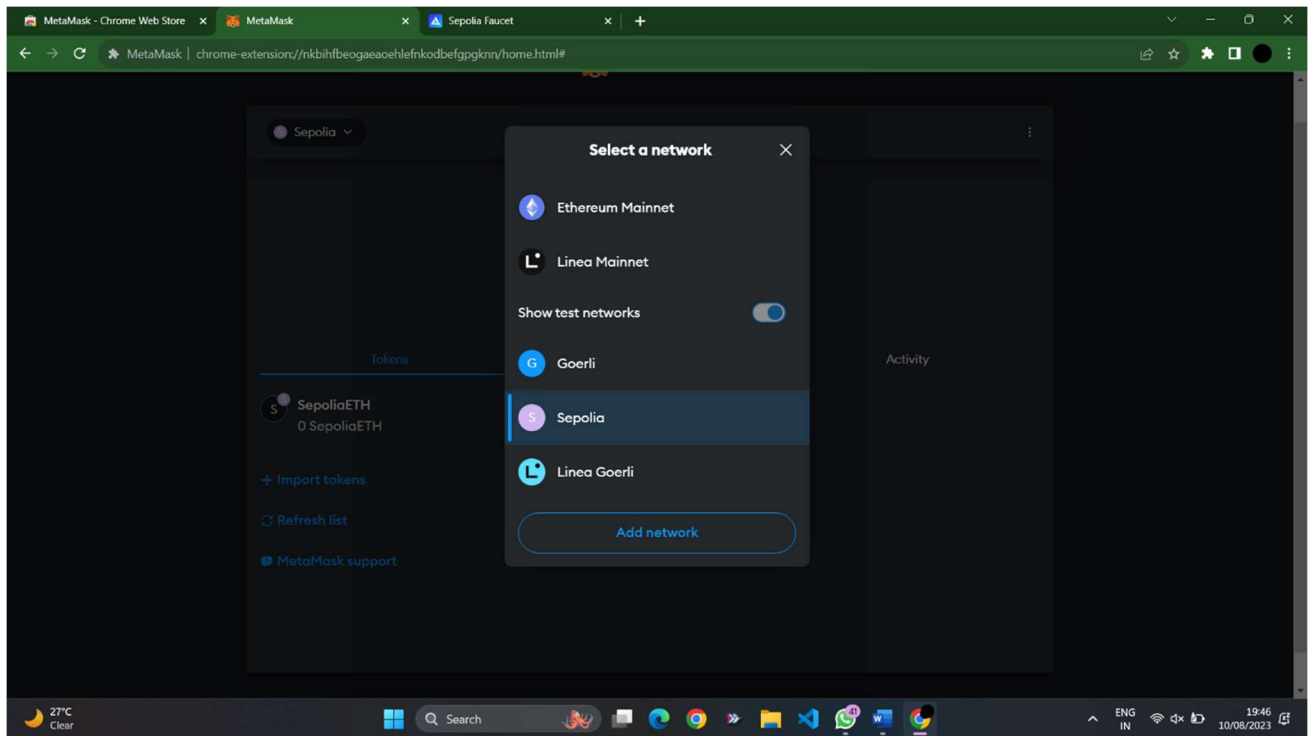 MetaMask - Chrome Web Store
MetaMask
Sepolia Faucet
MetaMask | chrome-extension://nkbihfbeogaeaoehlefnkodbefgpgknn/home.html#
Sepolia
Select a network
Ethereum Mainnet
L Linea Mainnet
Show test networks
Tokens
Activity
G Goerli
S SepoliaETH
0 SepoliaETH
S Sepolia
L Linea Goerli
+ Import tokens
Refresh list
Add network
MetaMask support
27°C
Clear
Search
41
ENG
IN
19:46
10/08/2023